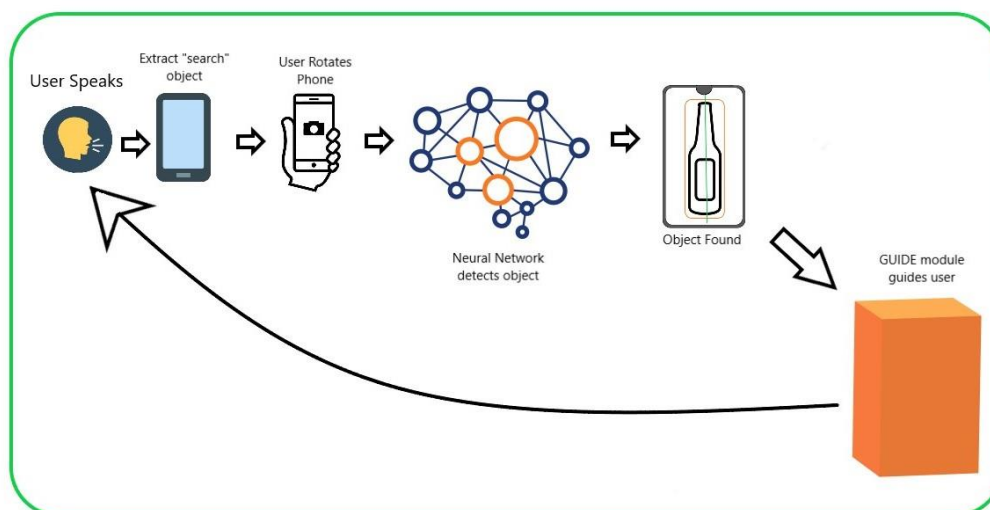 User Speaks
Extract "search"
object
User Rotates
Phone
Neural Network
detects object
Object Found
GUIDE module
guides user